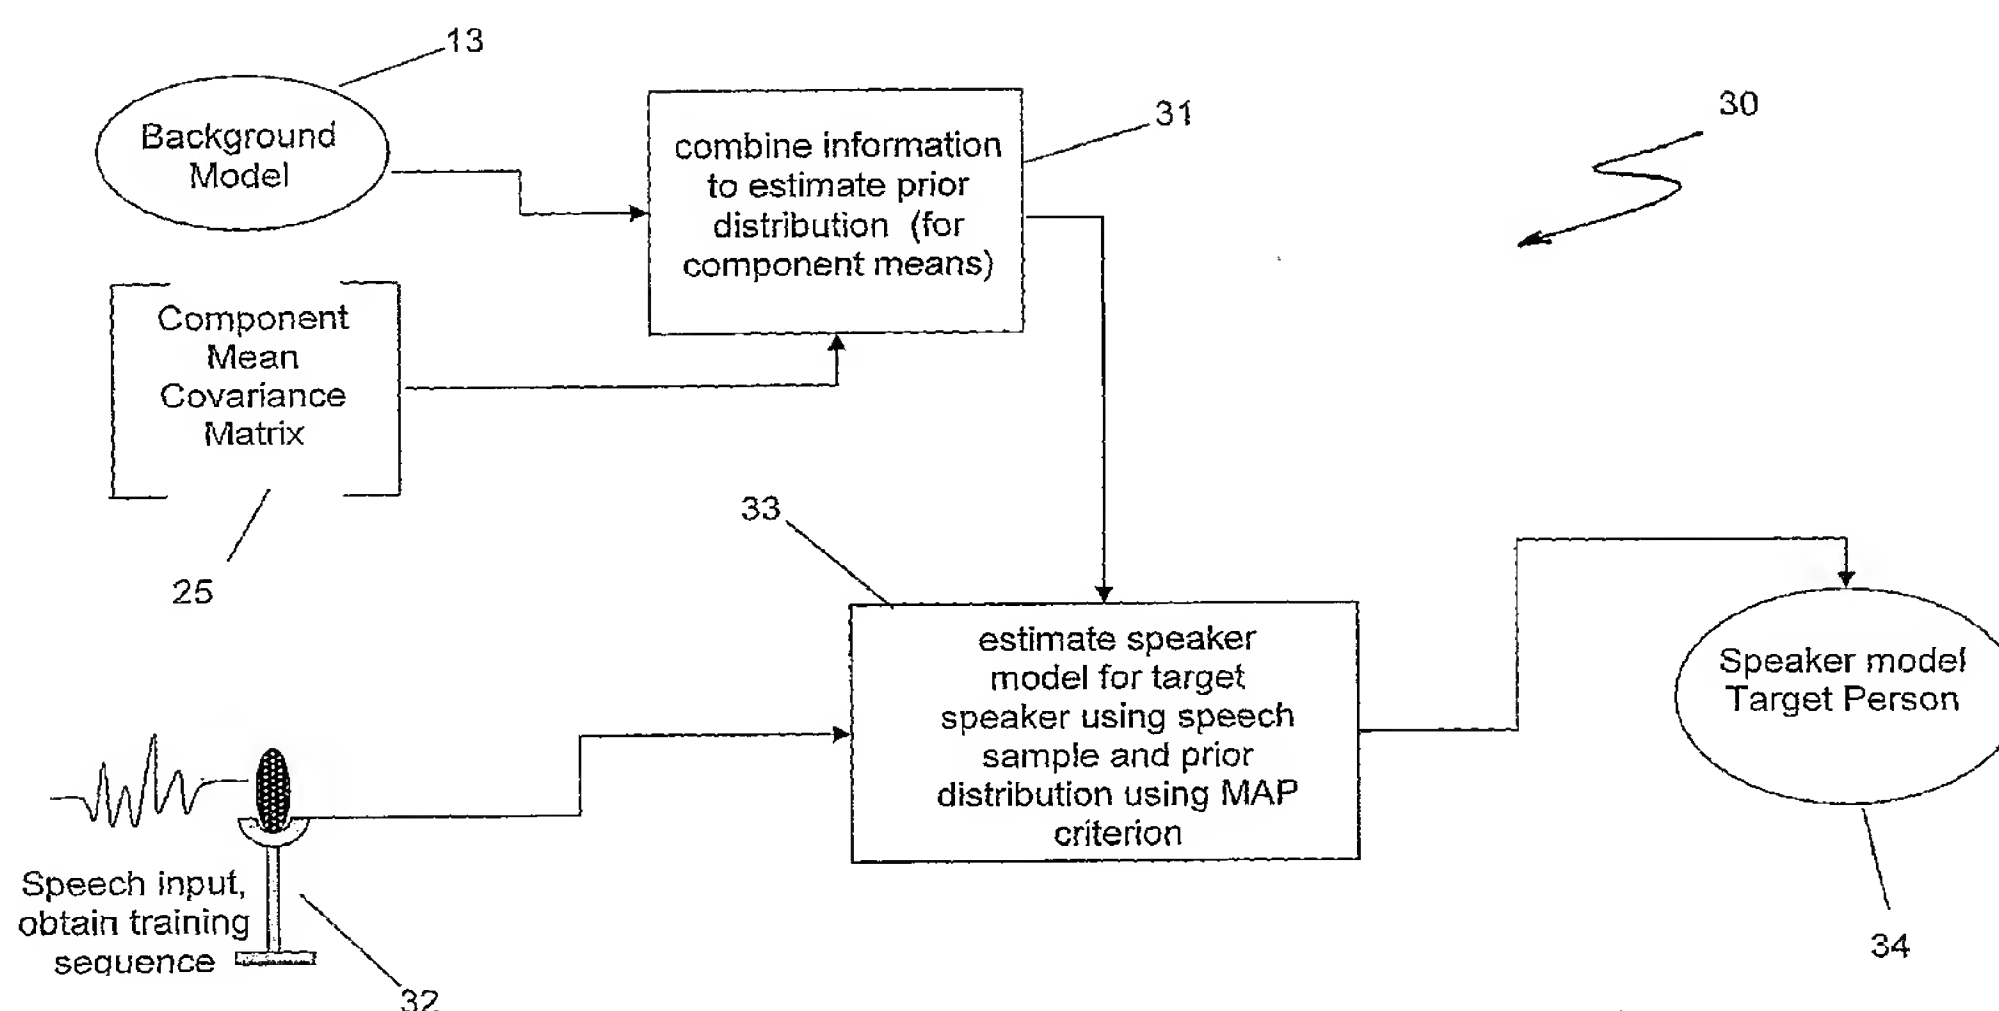 13
Background
Model
31
combine information
to estimate prior
distribution (for
component means)
30
Component
Mean
Covariance
Matrix
25
33
estimate speaker
model for target
speaker using speech
sample and prior
distribution using MAP
criterion
Speaker model
Target Person
34
Speech input,
obtain training
sequence
32